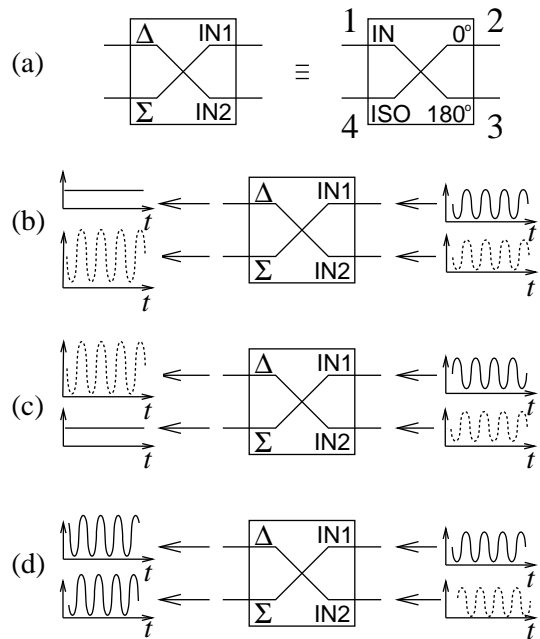 1 2
Δ IN1 IN 0°
(a) ≡
Σ IN2 ISO 180°
4 3
(b)
t Δ IN1 t
t Σ IN2 t
(c)
t Δ IN1 t
t Σ IN2 t
(d)
t Δ IN1 t
t Σ IN2 t